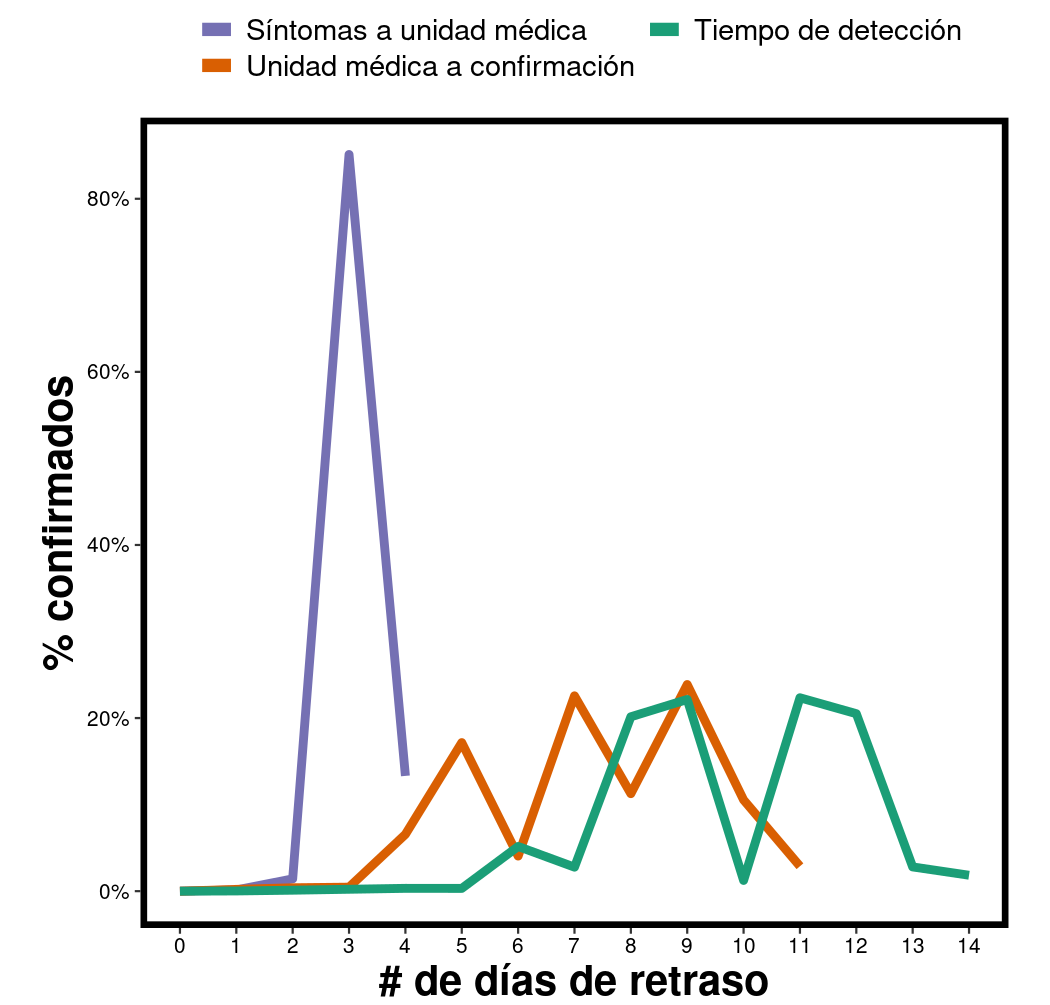 Síntomas a unidad médica
Tiempo de detección
Unidad médica a confirmación
% confirmados
80%
60%
40%
20%
0%
0 1 2 3 4 5 6 7 8 9 10 11 12 13 14
# de días de retraso